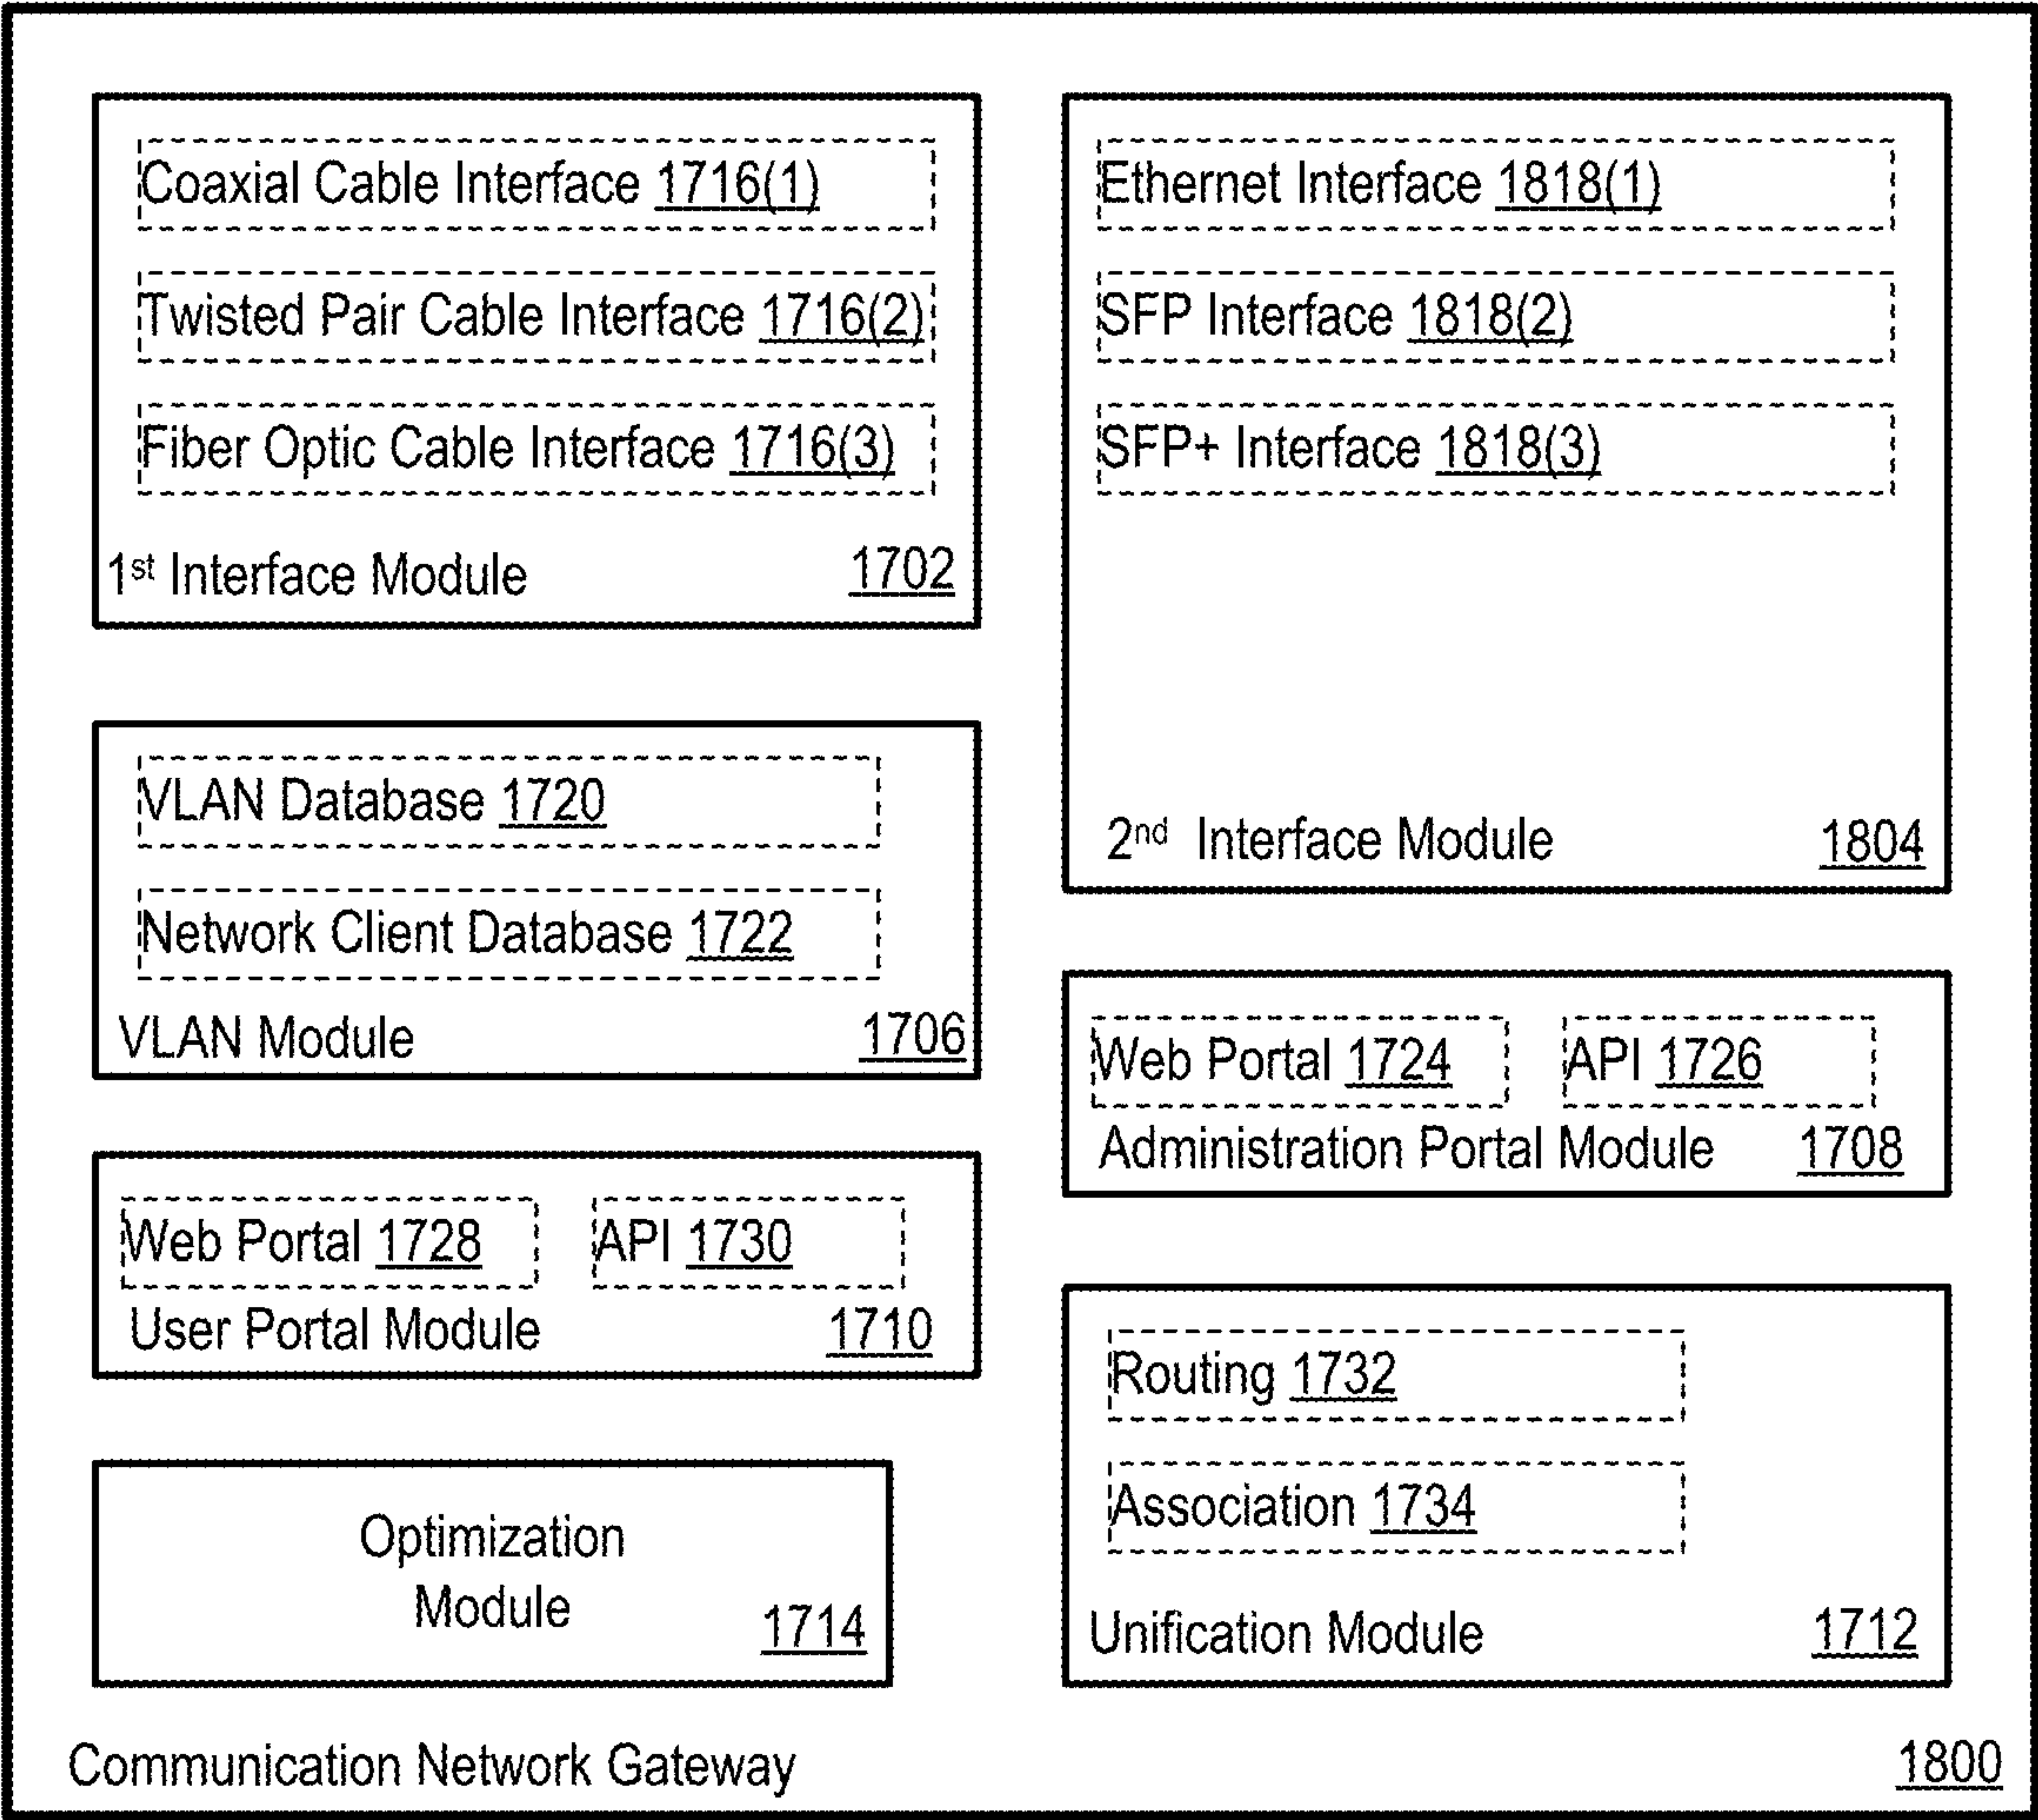 Coaxial Cable Interface 1716(1)
Twisted Pair Cable Interface 1716(2)
Fiber Optic Cable Interface 1716(3)
1st Interface Module 1702
Ethernet Interface 1818(1)
SFP Interface 1818(2)
SFP+ Interface 1818(3)
2nd Interface Module 1804
VLAN Database 1720
Network Client Database 1722
VLAN Module 1706
Web Portal 1724 API 1726
Administration Portal Module 1708
Web Portal 1728 API 1730
User Portal Module 1710
Routing 1732
Association 1734
Unification Module 1712
Optimization
Module
1714
Communication Network Gateway 1800